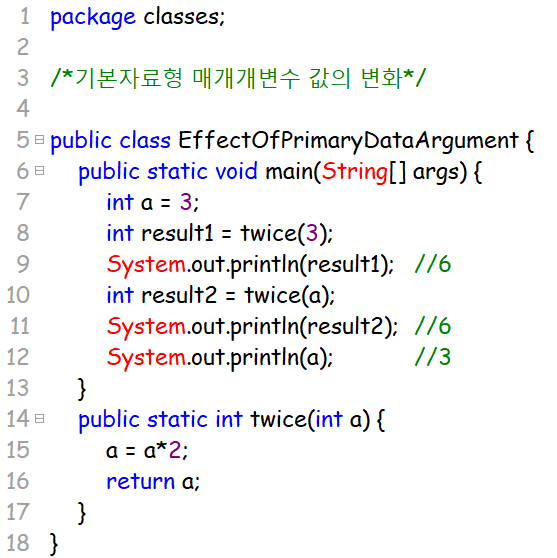 1 package classes;
2
3 /*기본자료형 매개개변수 값의 변화*/
4
5 public class EffectOfPrimaryDataArgument {
6 public static void main(String[] args) {
7 int a = 3;
8 int result1 = twice(3);
9 System.out.println(result1); //6
10 int result2 = twice(a);
11 System.out.println(result2); //6
12 System.out.println(a); //3
13 }
14 public static int twice(int a) {
15 a = a*2;
16 return a;
17 }
18 }